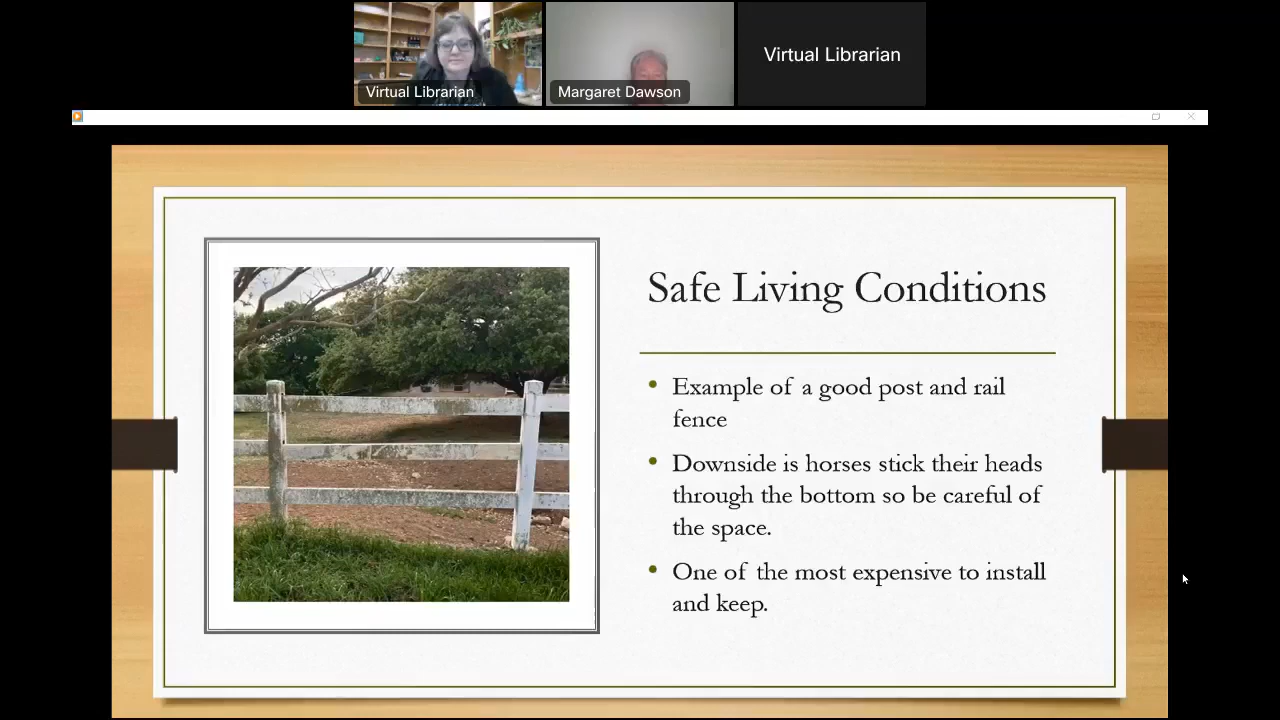 Virtual Librarian
Margaret Dawson
Virtual Librarian
Safe Living Conditions
• Example of a good post and rail
fence
• Downside is horses stick their heads
through the bottom so be careful of
the space.
• One of the most expensive to install
and keep.